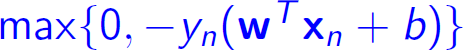 max{0, −yₙ(𝐰ᵀ𝐱ₙ + b)}